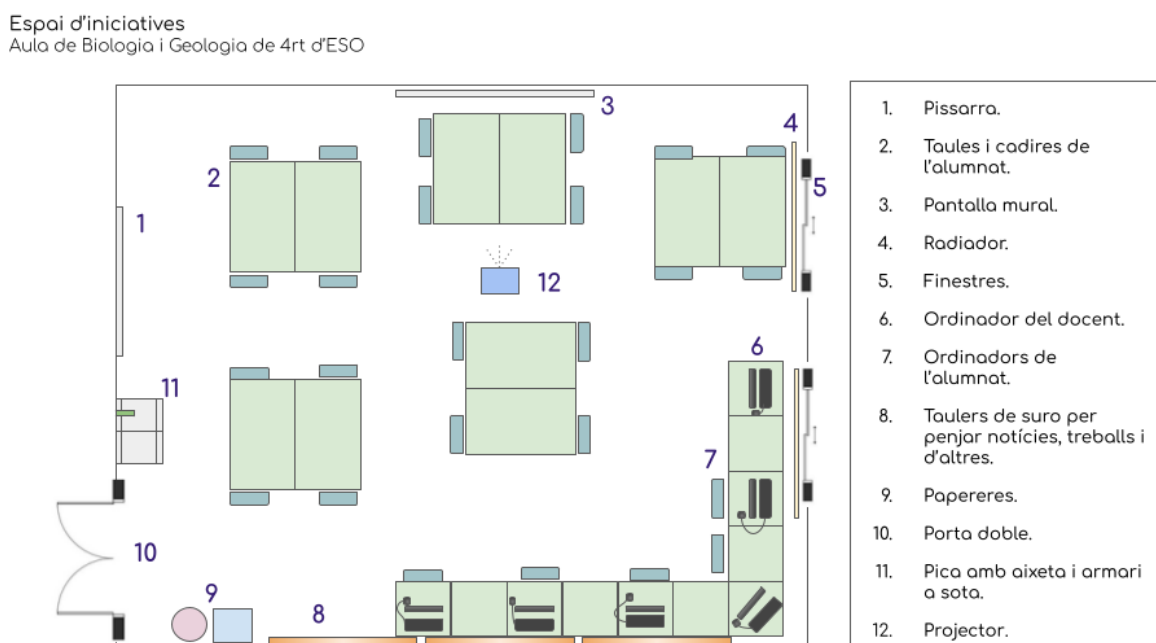 Espai d'iniciatives
Aula de Biologia i Geologia de 4rt d'ESO
3
4
2
5
1
12
6
11
7
10
9
8
1. Pissarra.
2. Taules i cadires de
l'alumnat.
3. Pantalla mural.
4. Radiador.
5. Finestres.
6. Ordinador del docent.
7. Ordinadors de
l'alumnat.
8. Taulers de suro per
penjar notícies, treballs i
d'altres.
9. Papereres.
10. Porta doble.
11. Pica amb aixeta i armari
a sota.
12. Projector.